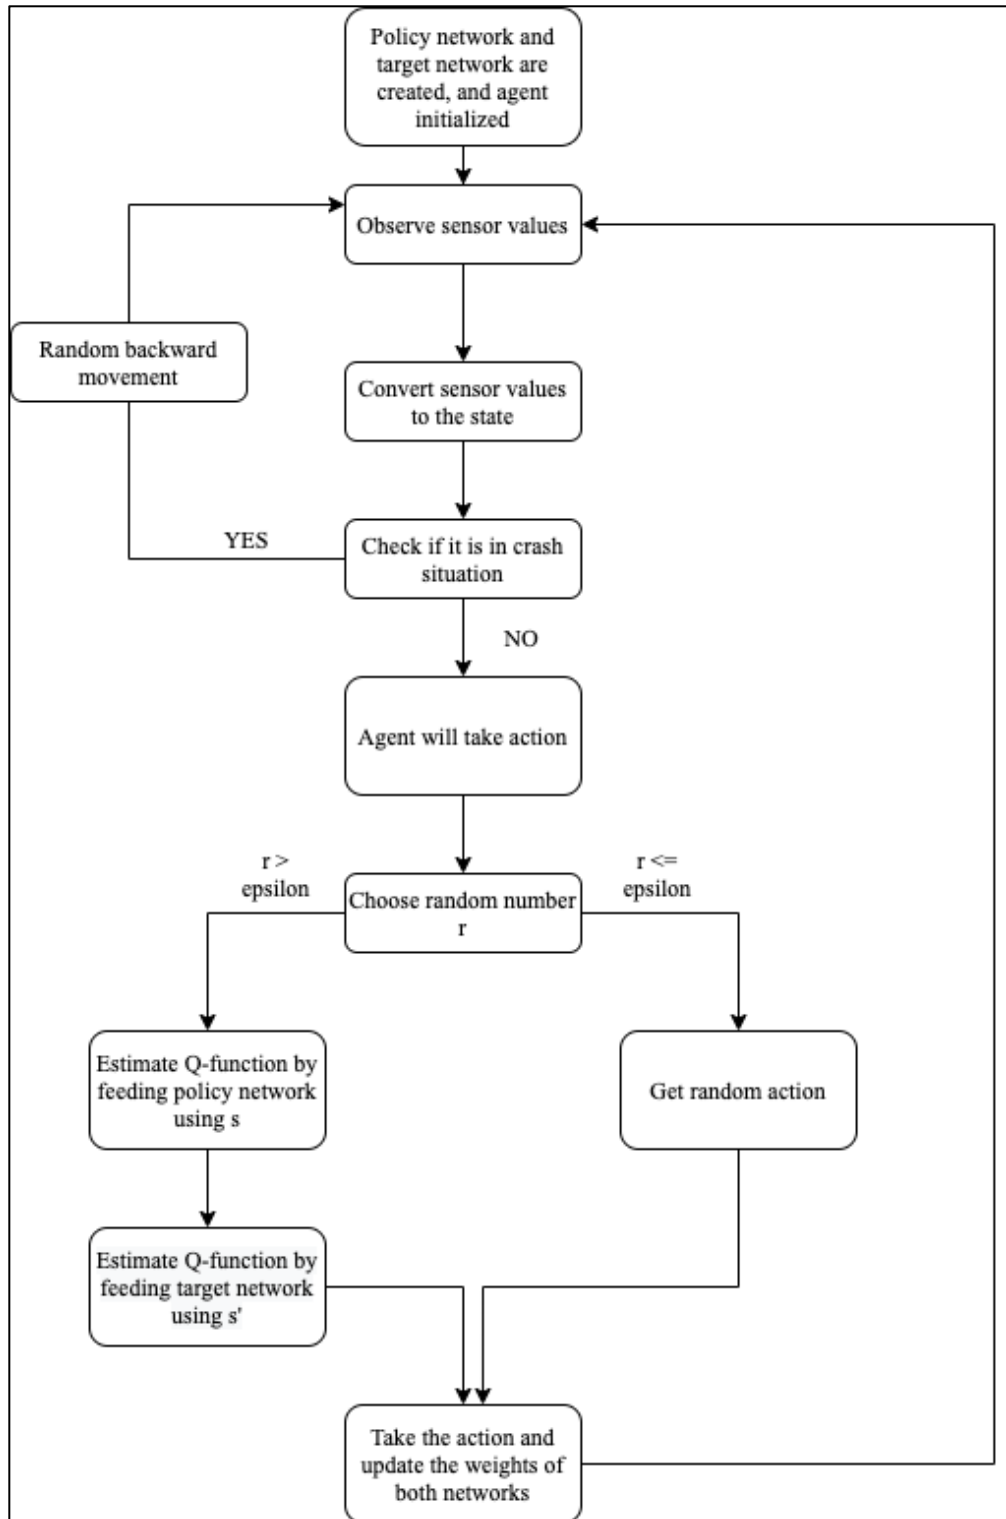 Policy network and
target network are
created, and agent
initialized
Observe sensor values
Random backward
movement
Convert sensor values
to the state
YES
Check if it is in crash
situation
NO
Agent will take action
r >
epsilon
r <=
epsilon
Choose random number
r
Estimate Q-function by
feeding policy network
using s
Get random action
Estimate Q-function by
feeding target network
using s'
Take the action and
update the weights of
both networks